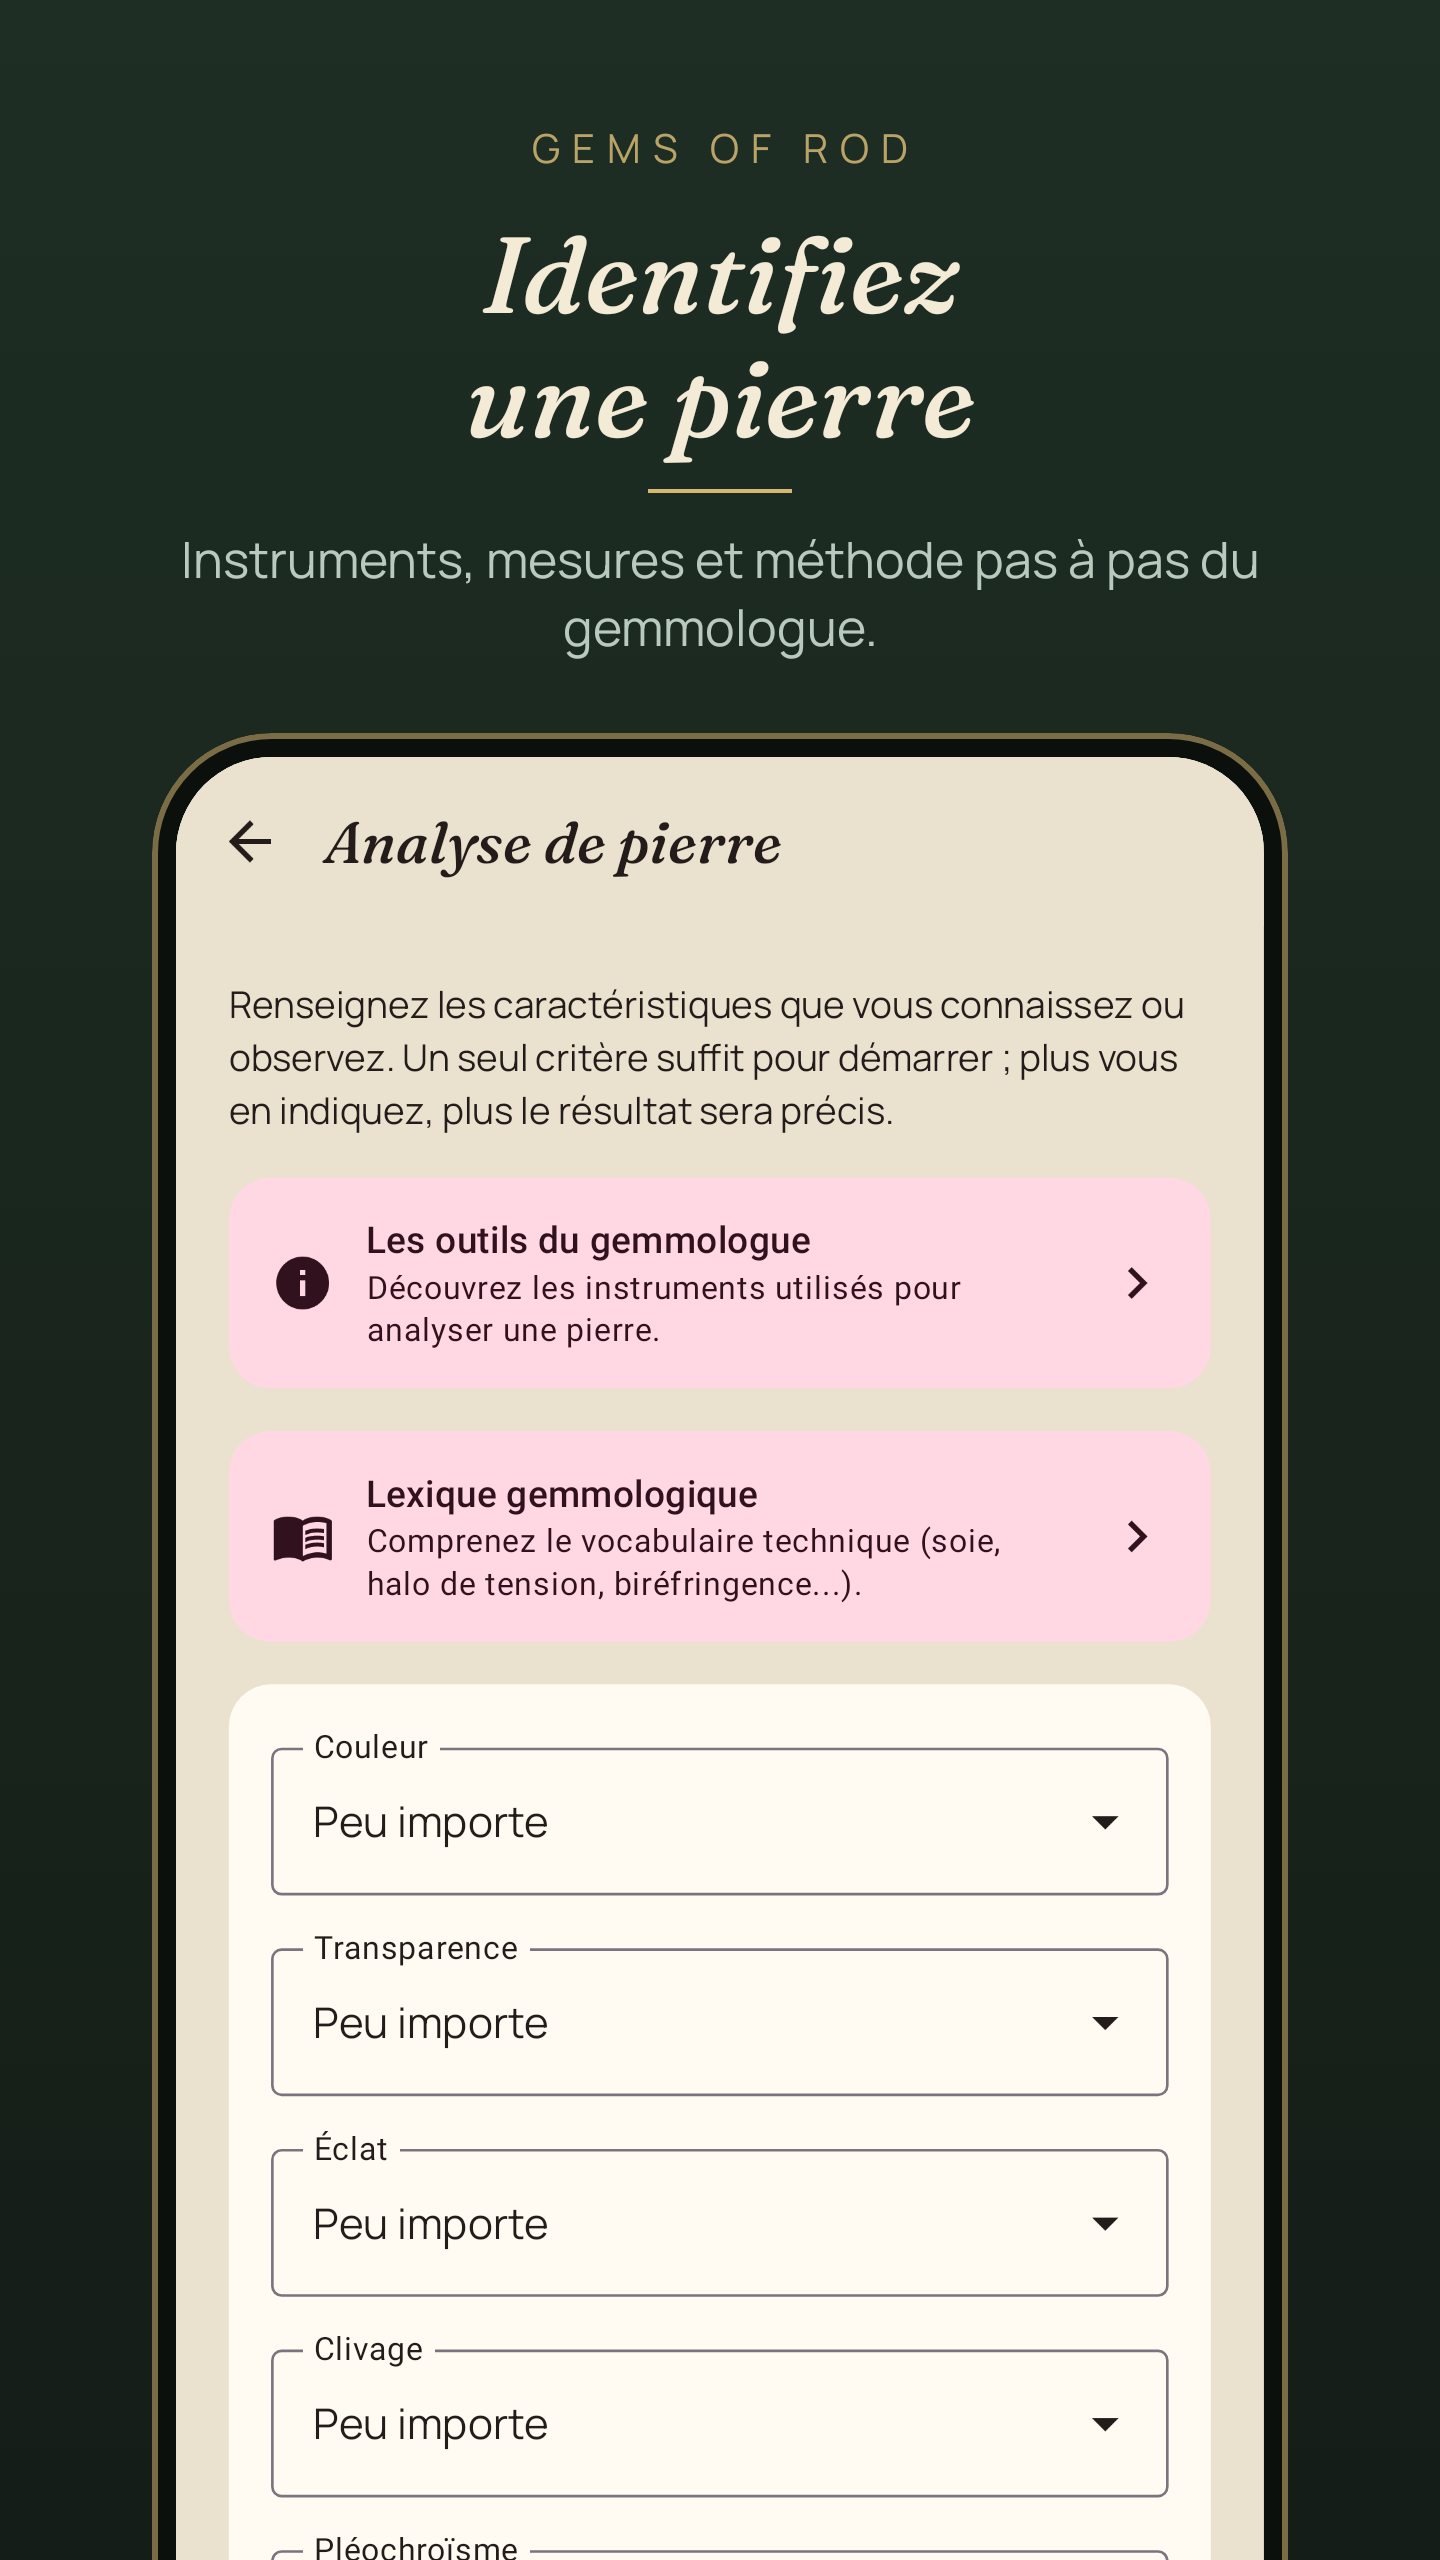 GEMS OF ROD
Identifiez
une pierre
Instruments, mesures et méthode pas à pas du
gemmologue.
Analyse de pierre
Renseignez les caractéristiques que vous connaissez ou
observez. Un seul critère suffit pour démarrer ; plus vous
en indiquez, plus le résultat sera précis.
Les outils du gemmologue
Découvrez les instruments utilisés pour
analyser une pierre.
Lexique gemmologique
Comprenez le vocabulaire technique (soie,
halo de tension, biréfringence...).
Couleur
Peu importe
Transparence
Peu importe
Éclat
Peu importe
Clivage
Peu importe
Pléochroïsme